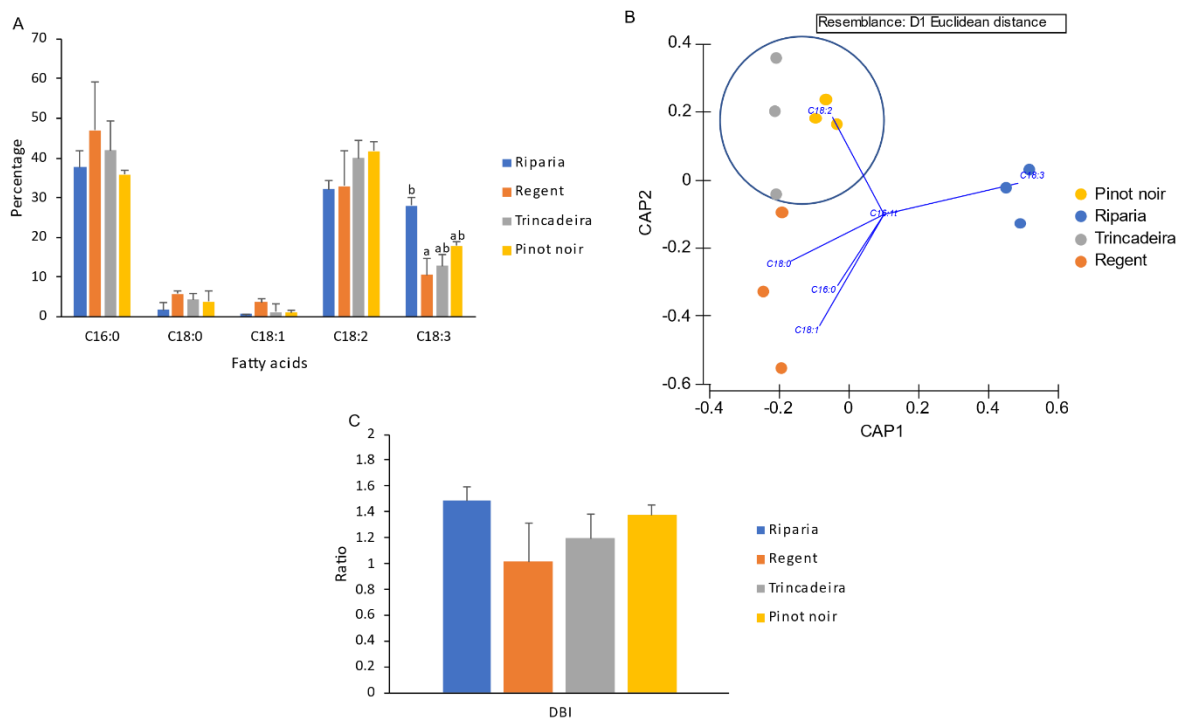 A
70
60
50
40
30
20
10
0
Percentage
b
a
ab
ab
C16:0 C18:0 C18:1 C18:2 C18:3
Fatty acids
Riparia
Regent
Trincadeira
Pinot noir
B
Resemblance: D1 Euclidean distance
0.4
0.2
0
-0.2
-0.4
-0.6
CAP2
C18:2
C18:3
C16:1t
C18:0
C16:0
C18:1
-0.4 -0.2 0 0.2 0.4 0.6
CAP1
Pinot noir
Riparia
Trincadeira
Regent
C
2
1.8
1.6
1.4
1.2
1
0.8
0.6
0.4
0.2
0
Ratio
DBI
Riparia
Regent
Trincadeira
Pinot noir